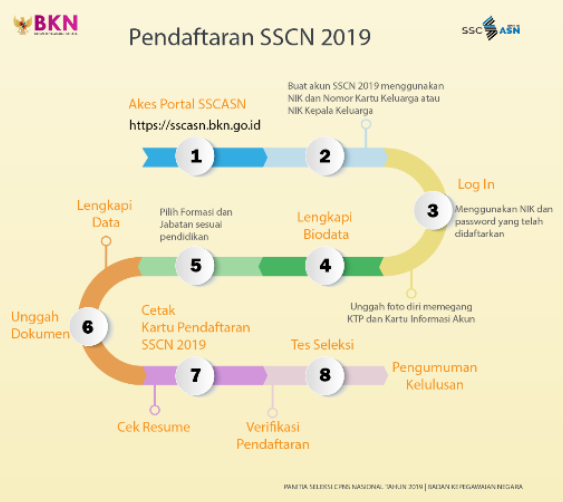 BKN
Pendaftaran SSCN 2019
SSC ASN
Akes Portal SSCASN
https://sscasn.bkn.go.id
Buat akun SSCN 2019 menggunakan
NIK dan Nomor Kartu Keluarga atau
NIK Kepala Keluarga
1
2
Log In
3
Menggunakan NIK dan
password yang telah
didaftarkan
Unggah foto diri memegang
KTP dan Kartu Informasi Akun
Lengkapi
Biodata
4
Pilih Formasi dan
Jabatan sesuai
pendidikan
5
Lengkapi
Data
Unggah
Dokumen
6
Cetak
Kartu Pendaftaran
SSCN 2019
7
Cek Resume
Verifikasi
Pendaftaran
Tes Seleksi
8
Pengumuman
Kelulusan
PANITIA SELEKSI CPNS NASIONAL TAHUN 2019 | BADAN KEPEGAWAIAN NEGARA